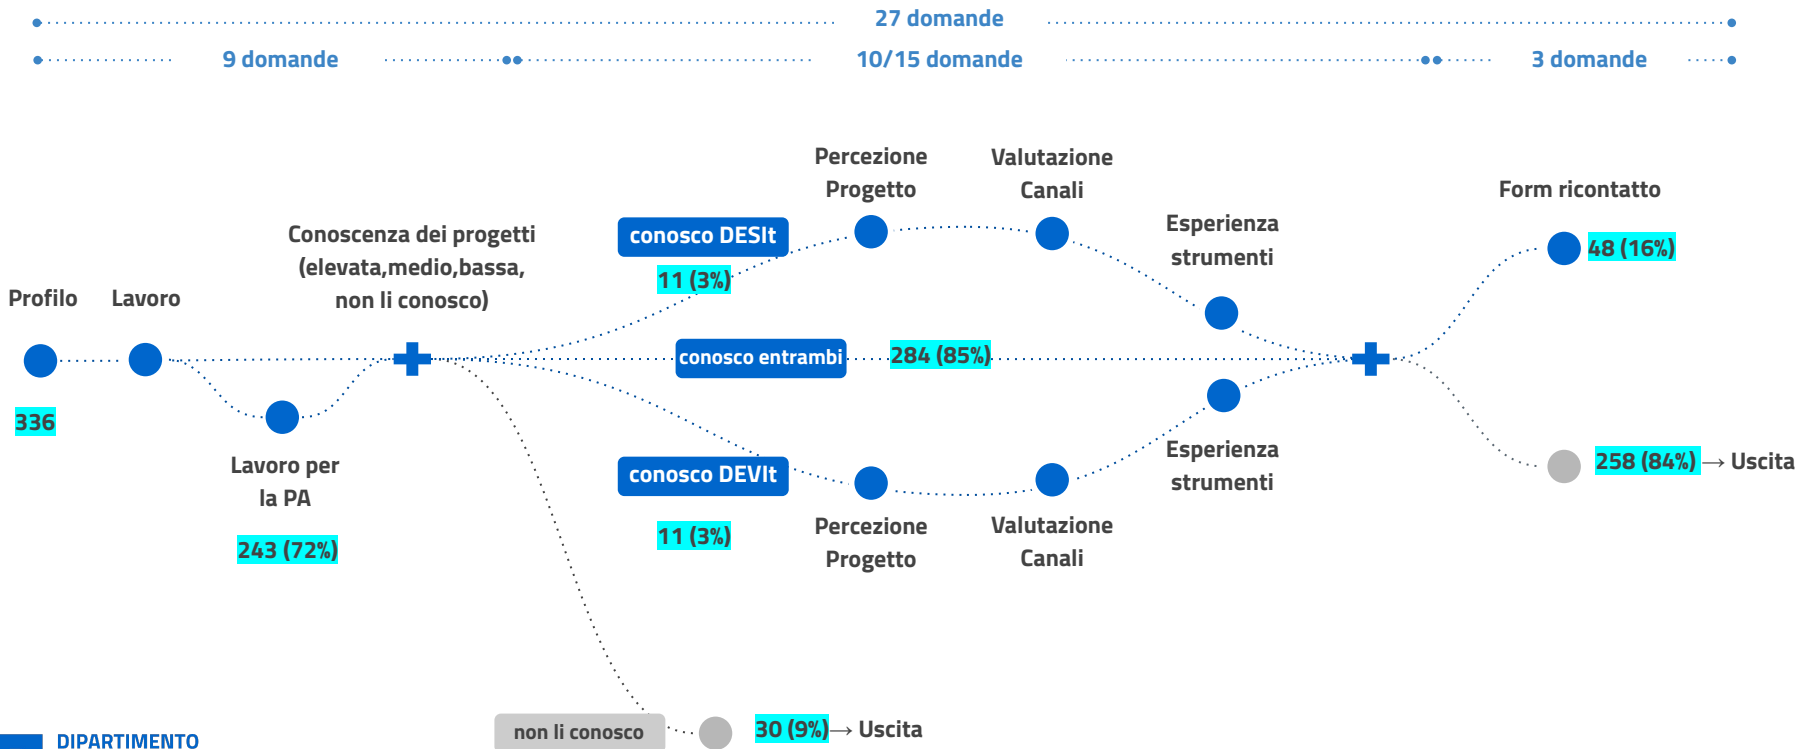 27 domande
9 domande
10/15 domande
3 domande
Percezione
Progetto
Valutazione
Canali
Form ricontatto
Esperienza
strumenti
Conoscenza dei progetti
(elevata,medio,bassa,
non li conosco)
conosco DESIt
11 (3%)
48 (16%)
Profilo
Lavoro
conosco entrambi
284 (85%)
336
Lavoro per
la PA
243 (72%)
conosco DEVIt
11 (3%)
Percezione
Progetto
Valutazione
Canali
Esperienza
strumenti
258 (84%)→ Uscita
non li conosco
30 (9%)→ Uscita
DIPARTIMENTO